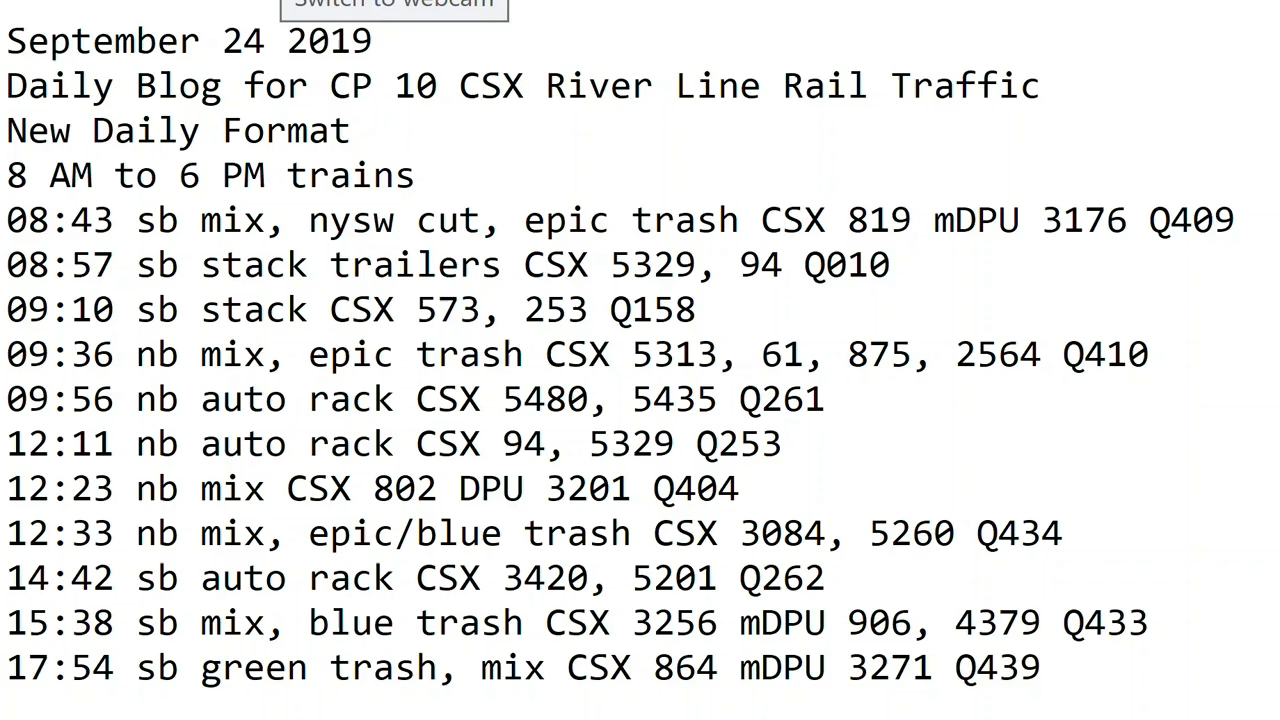 Switch to webcam
September 24 2019
Daily Blog for CP 10 CSX River Line Rail Traffic
New Daily Format
8 AM to 6 PM trains
08:43 sb mix, nysw cut, epic trash CSX 819 mDPU 3176 Q409
08:57 sb stack trailers CSX 5329, 94 Q010
09:10 sb stack CSX 573, 253 Q158
09:36 nb mix, epic trash CSX 5313, 61, 875, 2564 Q410
09:56 nb auto rack CSX 5480, 5435 Q261
12:11 nb auto rack CSX 94, 5329 Q253
12:23 nb mix CSX 802 DPU 3201 Q404
12:33 nb mix, epic/blue trash CSX 3084, 5260 Q434
14:42 sb auto rack CSX 3420, 5201 Q262
15:38 sb mix, blue trash CSX 3256 mDPU 906, 4379 Q433
17:54 sb green trash, mix CSX 864 mDPU 3271 Q439